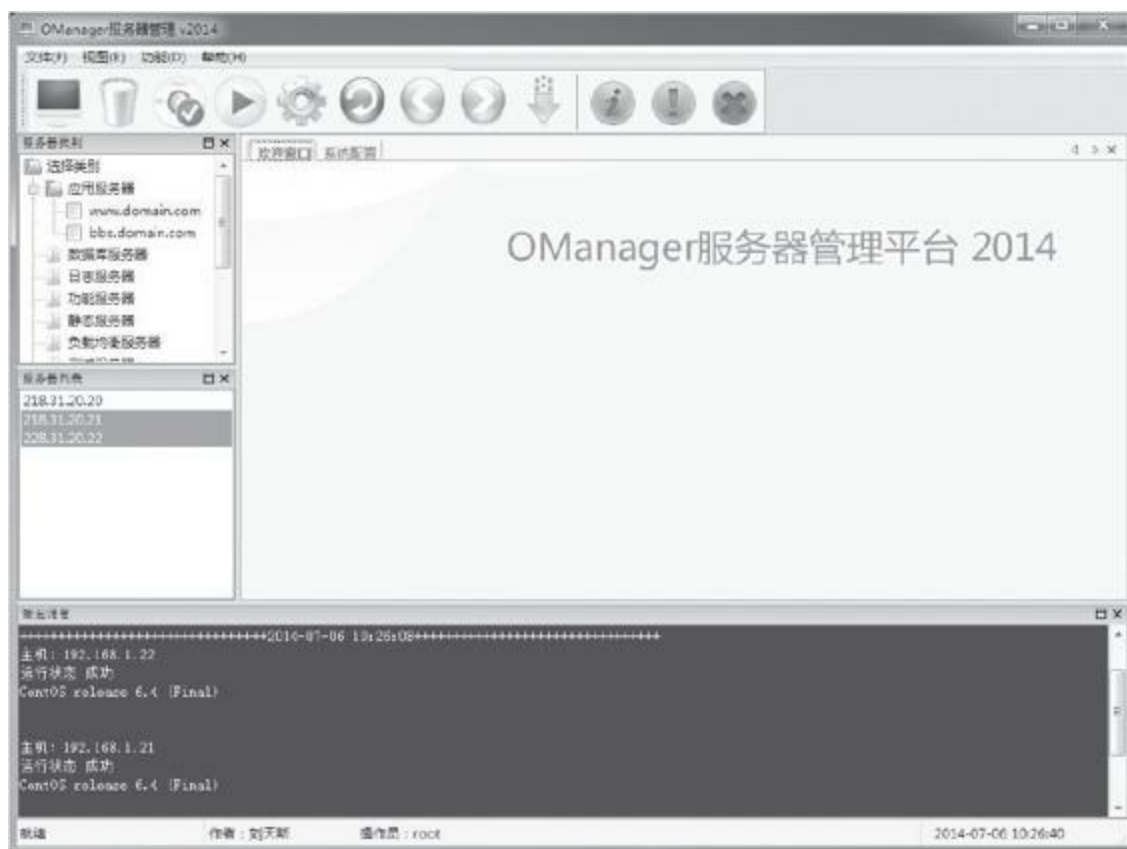 OManager服务器管理 v2014
文件(F) 视图(E) 功能(O) 帮助(H)
服务器类别
欢迎窗口 系统配置
选择类别
应用服务器
www.domain.com
bbs.domain.com
数据库服务器
日志服务器
功能服务器
静态服务器
负载均衡服务器
OManager服务器管理平台 2014
服务器列表
218.31.20.20
218.31.20.21
228.31.20.22
输出消息
++++++++++++++++++++++++++++++++2014-07-06 10:26:08++++++++++++++++++++++++++++++++
主机: 192.168.1.22
运行状态 成功
CentOS release 6.4 (Final)
主机: 192.168.1.21
运行状态 成功
CentOS release 6.4 (Final)
就绪 作者:刘天斯 操作员:root 2014-07-06 10:26:40